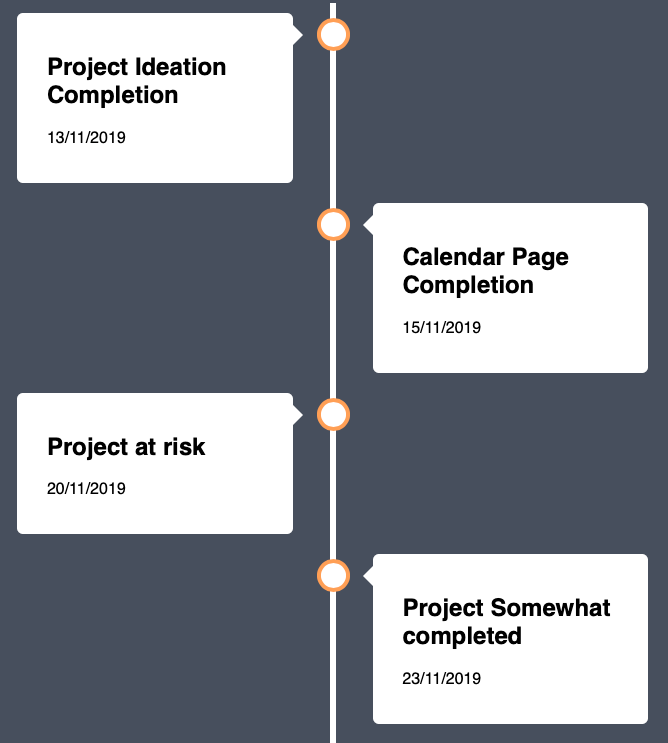 Project Ideation
Completion
13/11/2019
Calendar Page
Completion
15/11/2019
Project at risk
20/11/2019
Project Somewhat
completed
23/11/2019